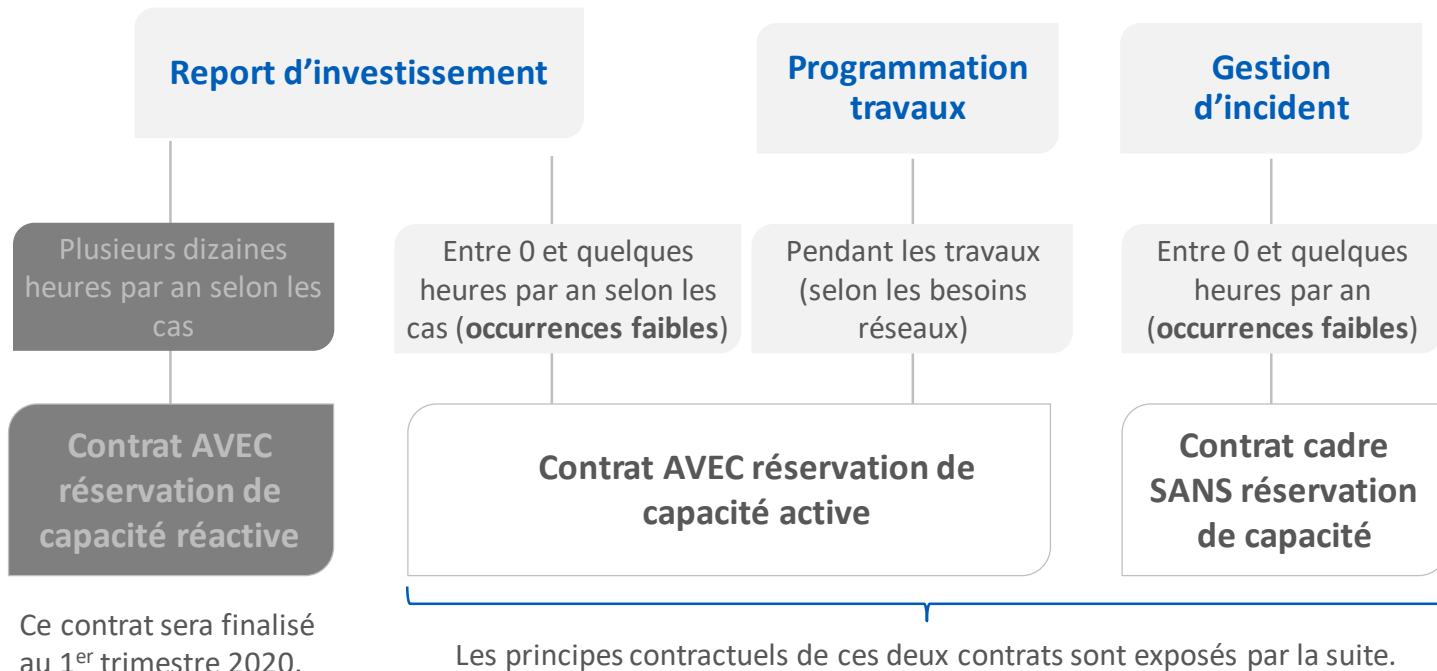 Report d’investissement
Programmation
travaux
Gestion
d’incident
Plusieurs dizaines
heures par an selon les
cas
Entre 0 et quelques
heures par an selon les
cas (occurrences faibles)
Pendant les travaux
(selon les besoins
réseaux)
Entre 0 et quelques
heures par an
(occurrences faibles)
Contrat AVEC
réservation de
capacité réactive
Contrat AVEC réservation de
capacité active
Contrat cadre
SANS réservation
de capacité
Ce contrat sera finalisé
au 1er trimestre 2020.
Les principes contractuels de ces deux contrats sont exposés par la suite.